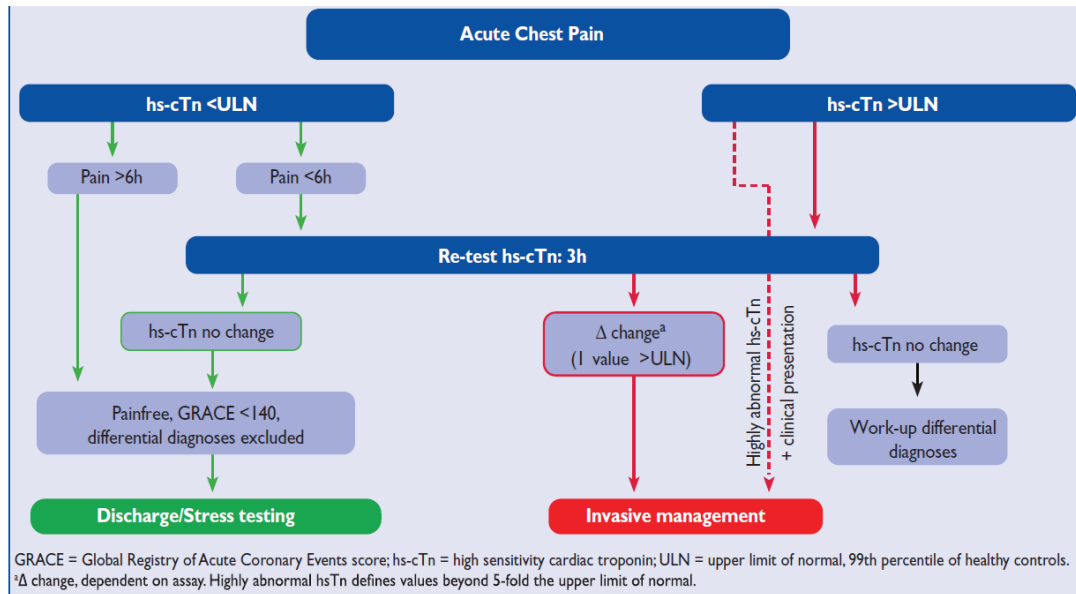 Acute Chest Pain
hs-cTn <ULN
hs-cTn >ULN
Pain >6h
Pain <6h
Re-test hs-cTn: 3h
hs-cTn no change
Δ changeᵃ
(1 value >ULN)
Highly abnormal hs-cTn
+ clinical presentation
hs-cTn no change
Painfree, GRACE <140,
differential diagnoses excluded
Work-up differential
diagnoses
Discharge/Stress testing
Invasive management
GRACE = Global Registry of Acute Coronary Events score; hs-cTn = high sensitivity cardiac troponin; ULN = upper limit of normal, 99th percentile of healthy controls.
ᵃΔ change, dependent on assay. Highly abnormal hsTn defines values beyond 5-fold the upper limit of normal.